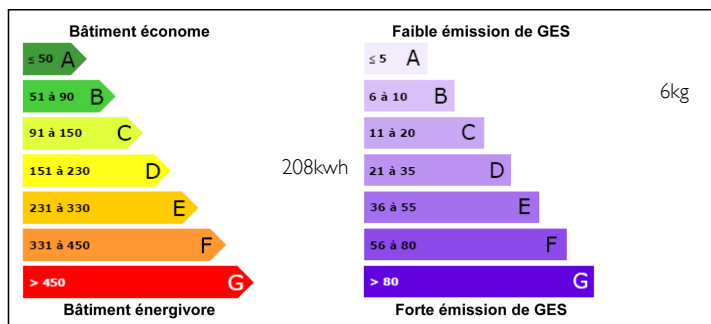 Bâtiment économe
≤ 50 A
51 à 90 B
91 à 150 C
151 à 230 D
208kwh
231 à 330 E
331 à 450 F
> 450 G
Bâtiment énergivore
Faible émission de GES
≤ 5 A
6 à 10 B
6kg
11 à 20 C
21 à 35 D
36 à 55 E
56 à 80 F
> 80 G
Forte émission de GES